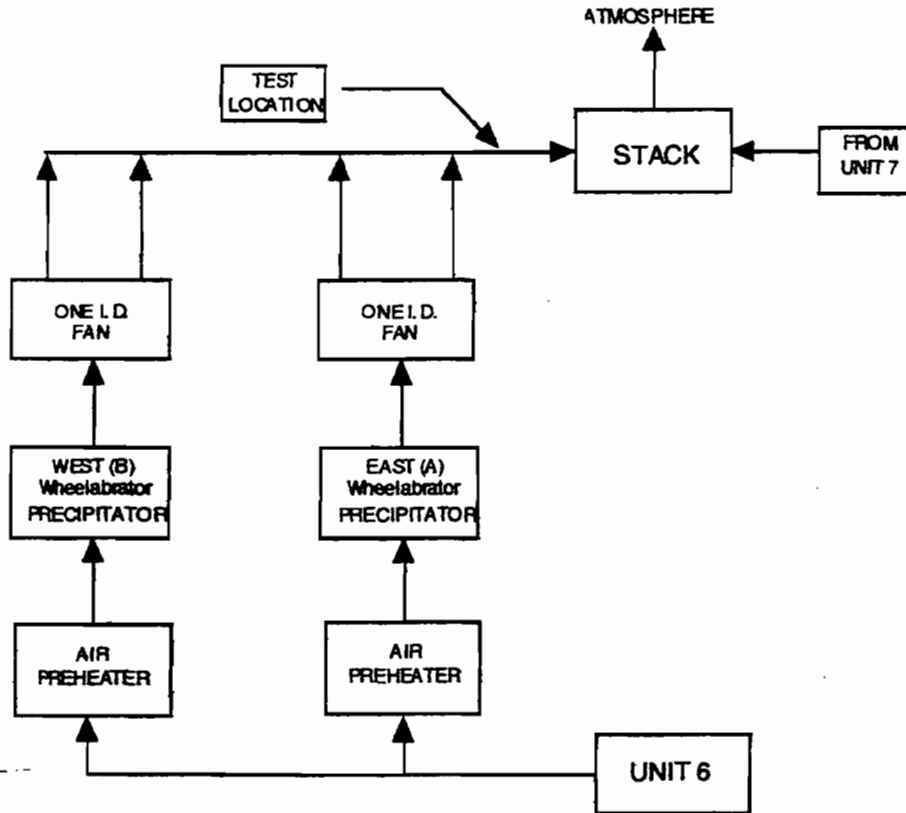 ATMOSPHERE
TEST
LOCATION
STACK
FROM
UNIT 7
ONE I.D.
FAN
ONE I. D.
FAN
WEST (B)
Wheelabrator
PRECIPITATOR
EAST (A)
Wheelabrator
PRECIPITATOR
AIR
PREHEATER
AIR
PREHEATER
UNIT 6